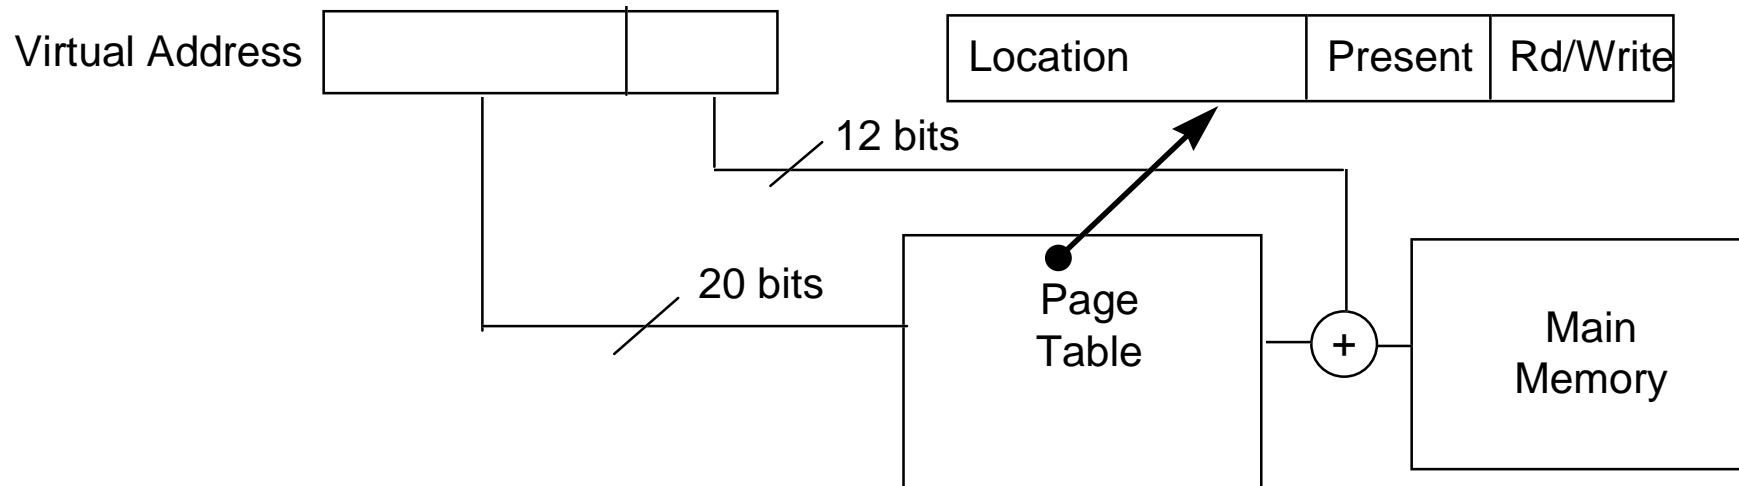 Virtual Address
Location
Present
Rd/Write
12 bits
20 bits
Page
Table
+
Main
Memory